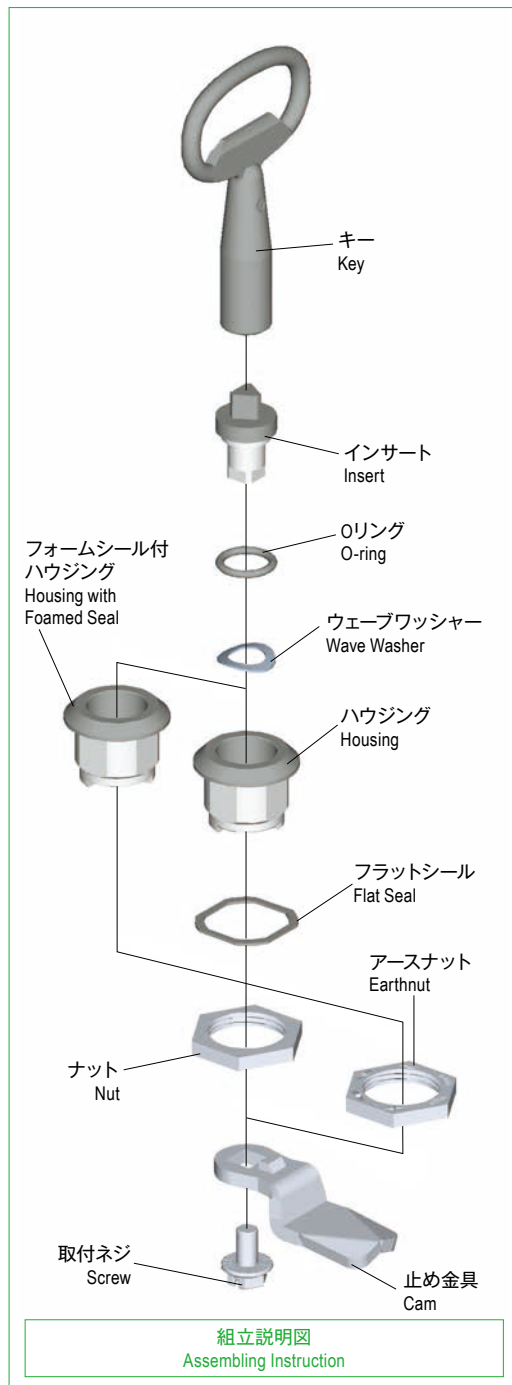 キー
Key
インサート
Insert
Oリング
O-ring
フォームシール付
ハウジング
Housing with
Foamed Seal
ウェーブワッシャー
Wave Washer
ハウジング
Housing
フラットシール
Flat Seal
アースナット
Earthnut
ナット
Nut
取付ネジ
Screw
止め金具
Cam
組立説明図
Assembling Instruction